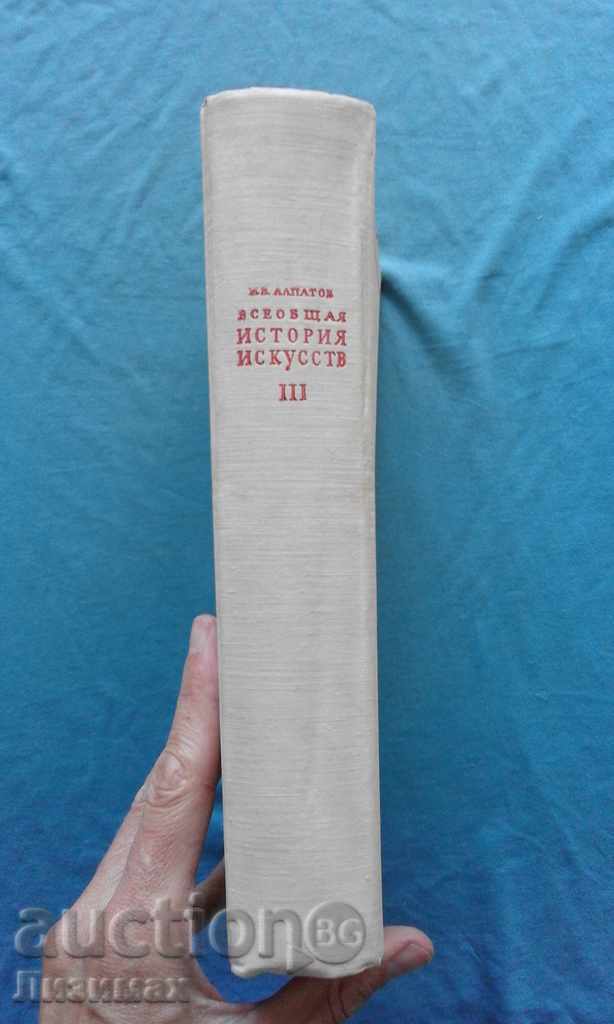 М.В. АЛПАТОВ
ВСЕОБЩАЯ
ИСТОРИЯ
ИСКУССТВ
III
auction BG
Лизимах